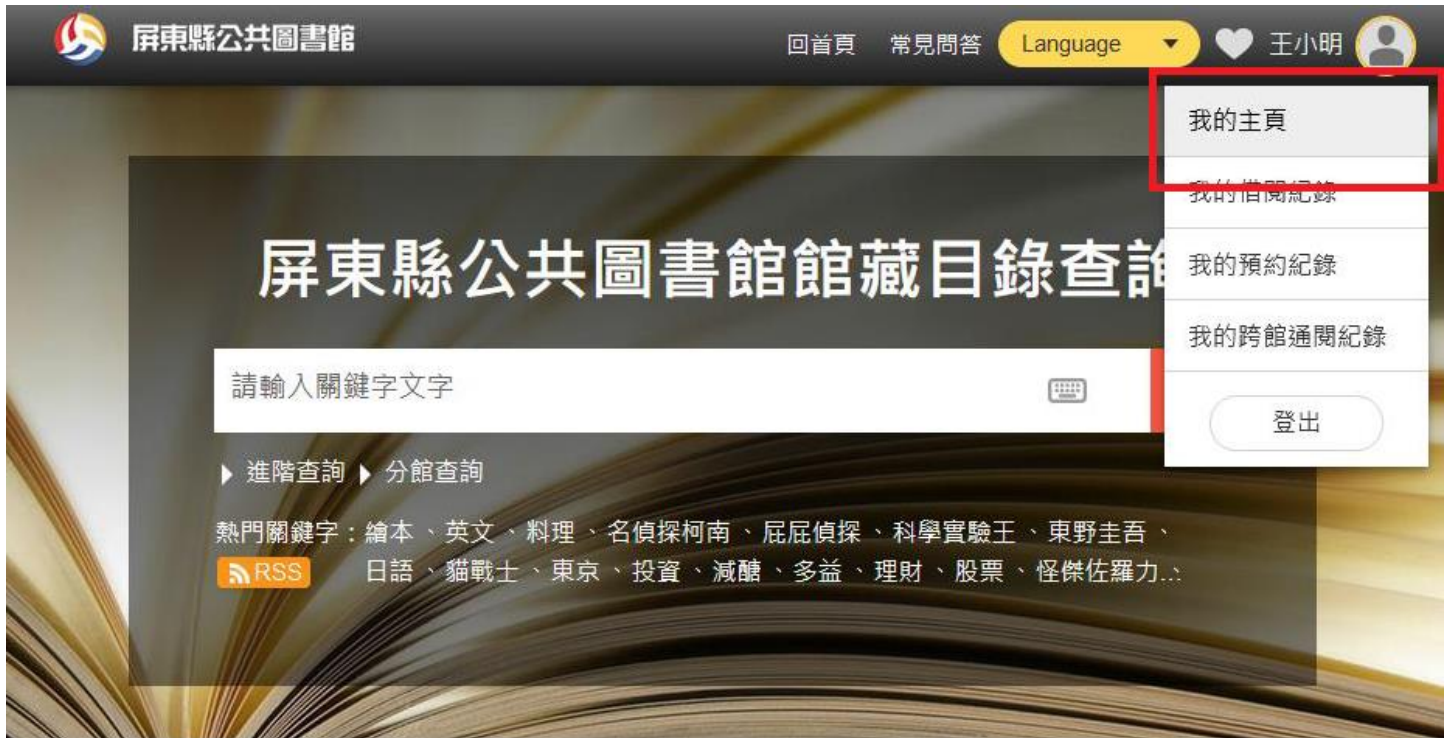 屏東縣公共圖書館
回首頁 常見問答 Language 王小明
我的主頁
我的借閱紀錄
我的預約紀錄
我的跨館通閱紀錄
登出
屏東縣公共圖書館館藏目錄查詢
請輸入關鍵字文字
進階查詢 分館查詢
熱門關鍵字：繪本、英文、料理、名偵探柯南、屁屁偵探、科學實驗王、東野圭吾、
RSS 日語、貓戰士、東京、投資、減醣、多益、理財、股票、怪傑佐羅力...、